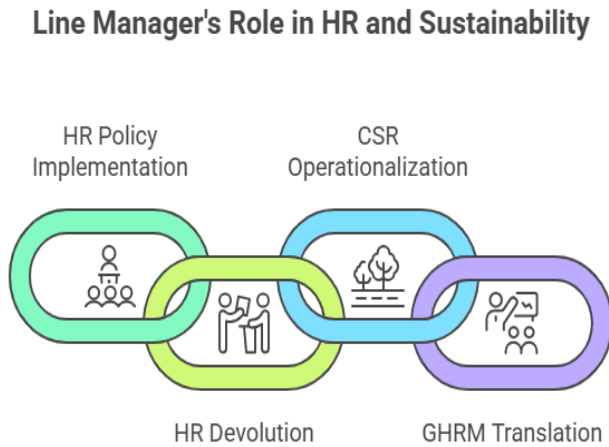 Line Manager's Role in HR and Sustainability
HR Policy
Implementation
CSR
Operationalization
HR Devolution
GHRM Translation